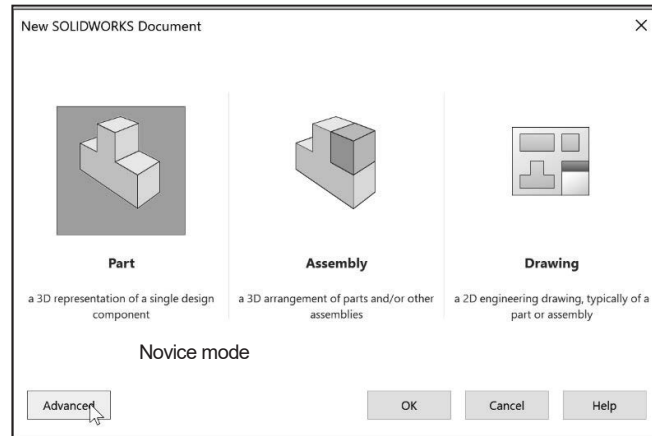 New SOLIDWORKS Document
Part
a 3D representation of a single design
component
Assembly
a 3D arrangement of parts and/or other
assemblies
Drawing
a 2D engineering drawing, typically of a
part or assembly
Novice mode
Advanced
OK
Cancel
Help